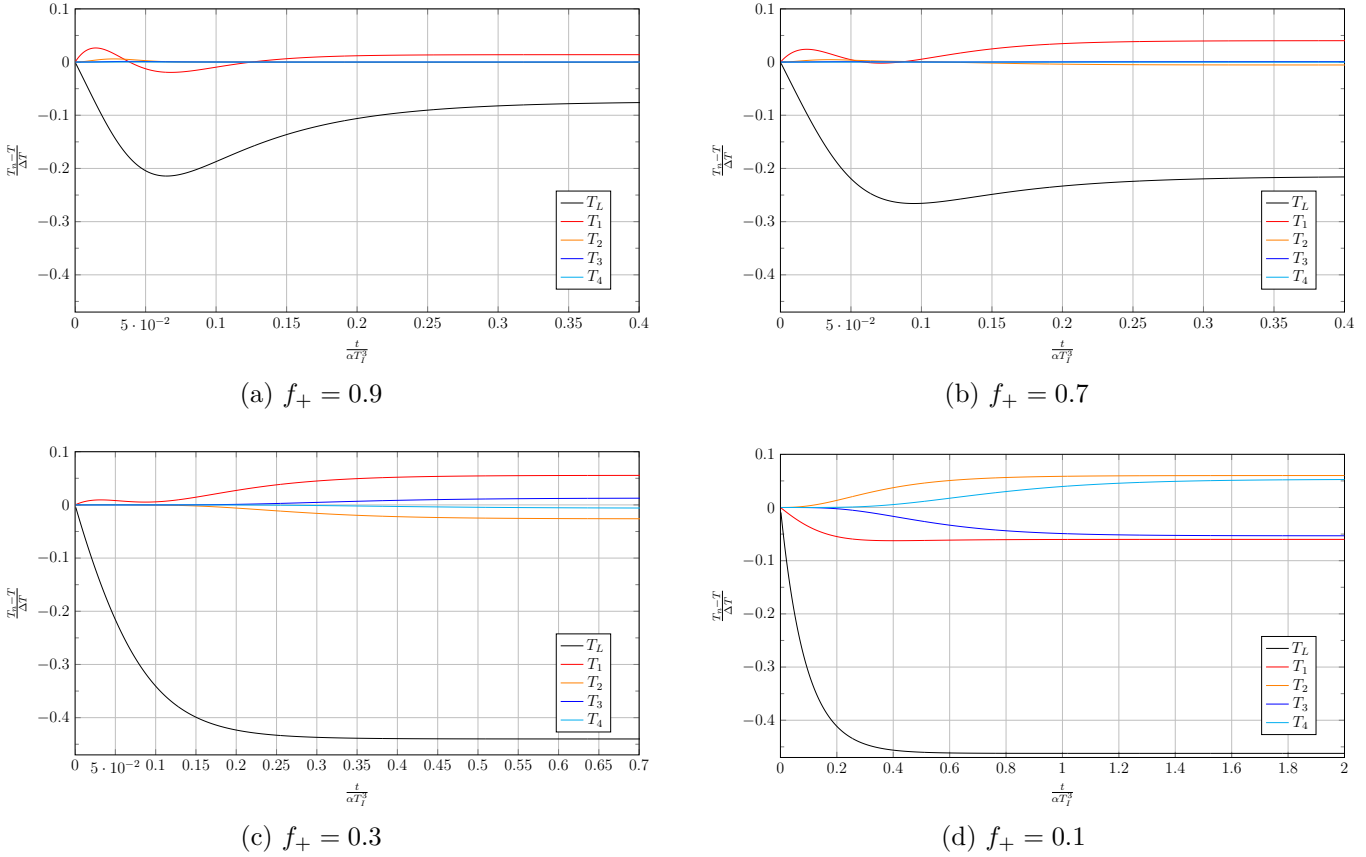 0.1
0
−0.1
−0.2
−0.3
−0.4
0 5 · 10−2 0.1 0.15 0.2 0.25 0.3 0.35 0.4
t/αT_I^3
(T_n−T)/ΔT
T_L
T_1
T_2
T_3
T_4
(a) f+ = 0.9
0.1
0
−0.1
−0.2
−0.3
−0.4
0 5 · 10−2 0.1 0.15 0.2 0.25 0.3 0.35 0.4
t/αT_I^3
(T_n−T)/ΔT
T_L
T_1
T_2
T_3
T_4
(b) f+ = 0.7
0.1
0
−0.1
−0.2
−0.3
−0.4
0 5 · 10−2 0.1 0.15 0.2 0.25 0.3 0.35 0.4 0.45 0.5 0.55 0.6 0.65 0.7
t/αT_I^3
(T_n−T)/ΔT
T_L
T_1
T_2
T_3
T_4
(c) f+ = 0.3
0.1
0
−0.1
−0.2
−0.3
−0.4
0 0.2 0.4 0.6 0.8 1 1.2 1.4 1.6 1.8 2
t/αT_I^3
(T_n−T)/ΔT
T_L
T_1
T_2
T_3
T_4
(d) f+ = 0.1